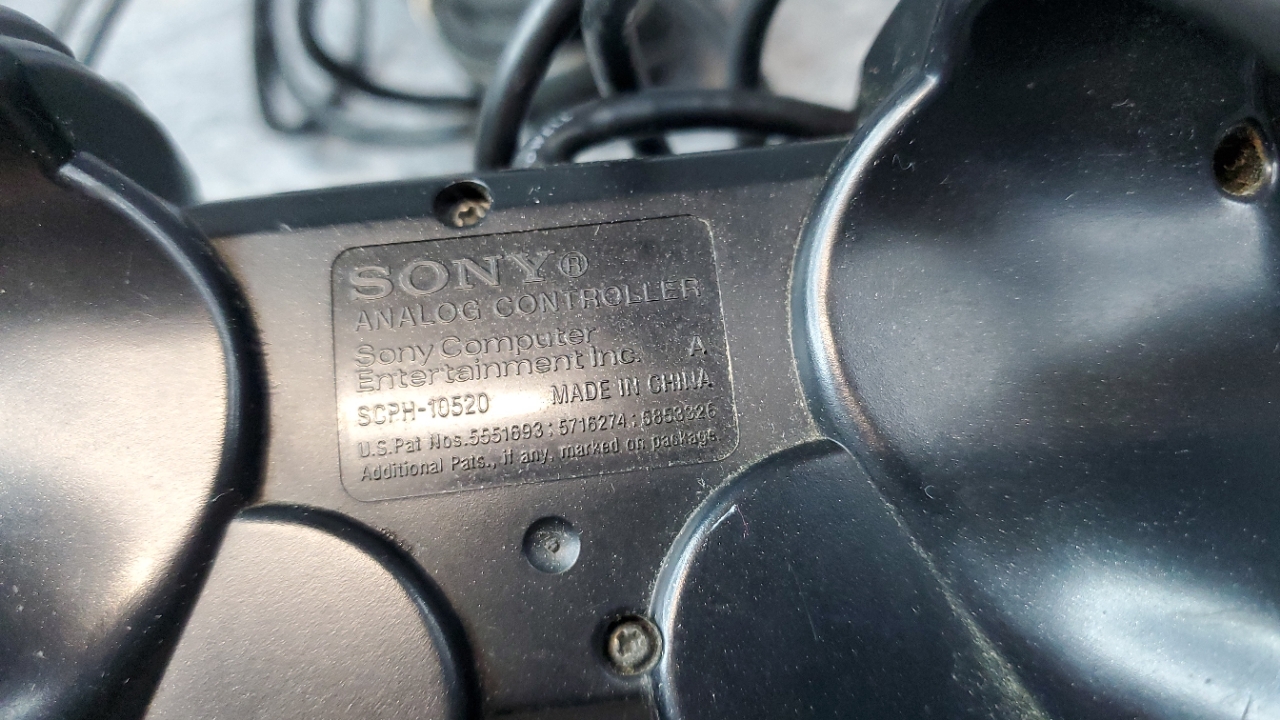 SONY®
ANALOG CONTROLLER
Sony Computer
Entertainment Inc. A
SCPH-10520 MADE IN CHINA
U.S.Pat Nos.5551693;5716274;5853326
Additional Pats., if any, marked on package.